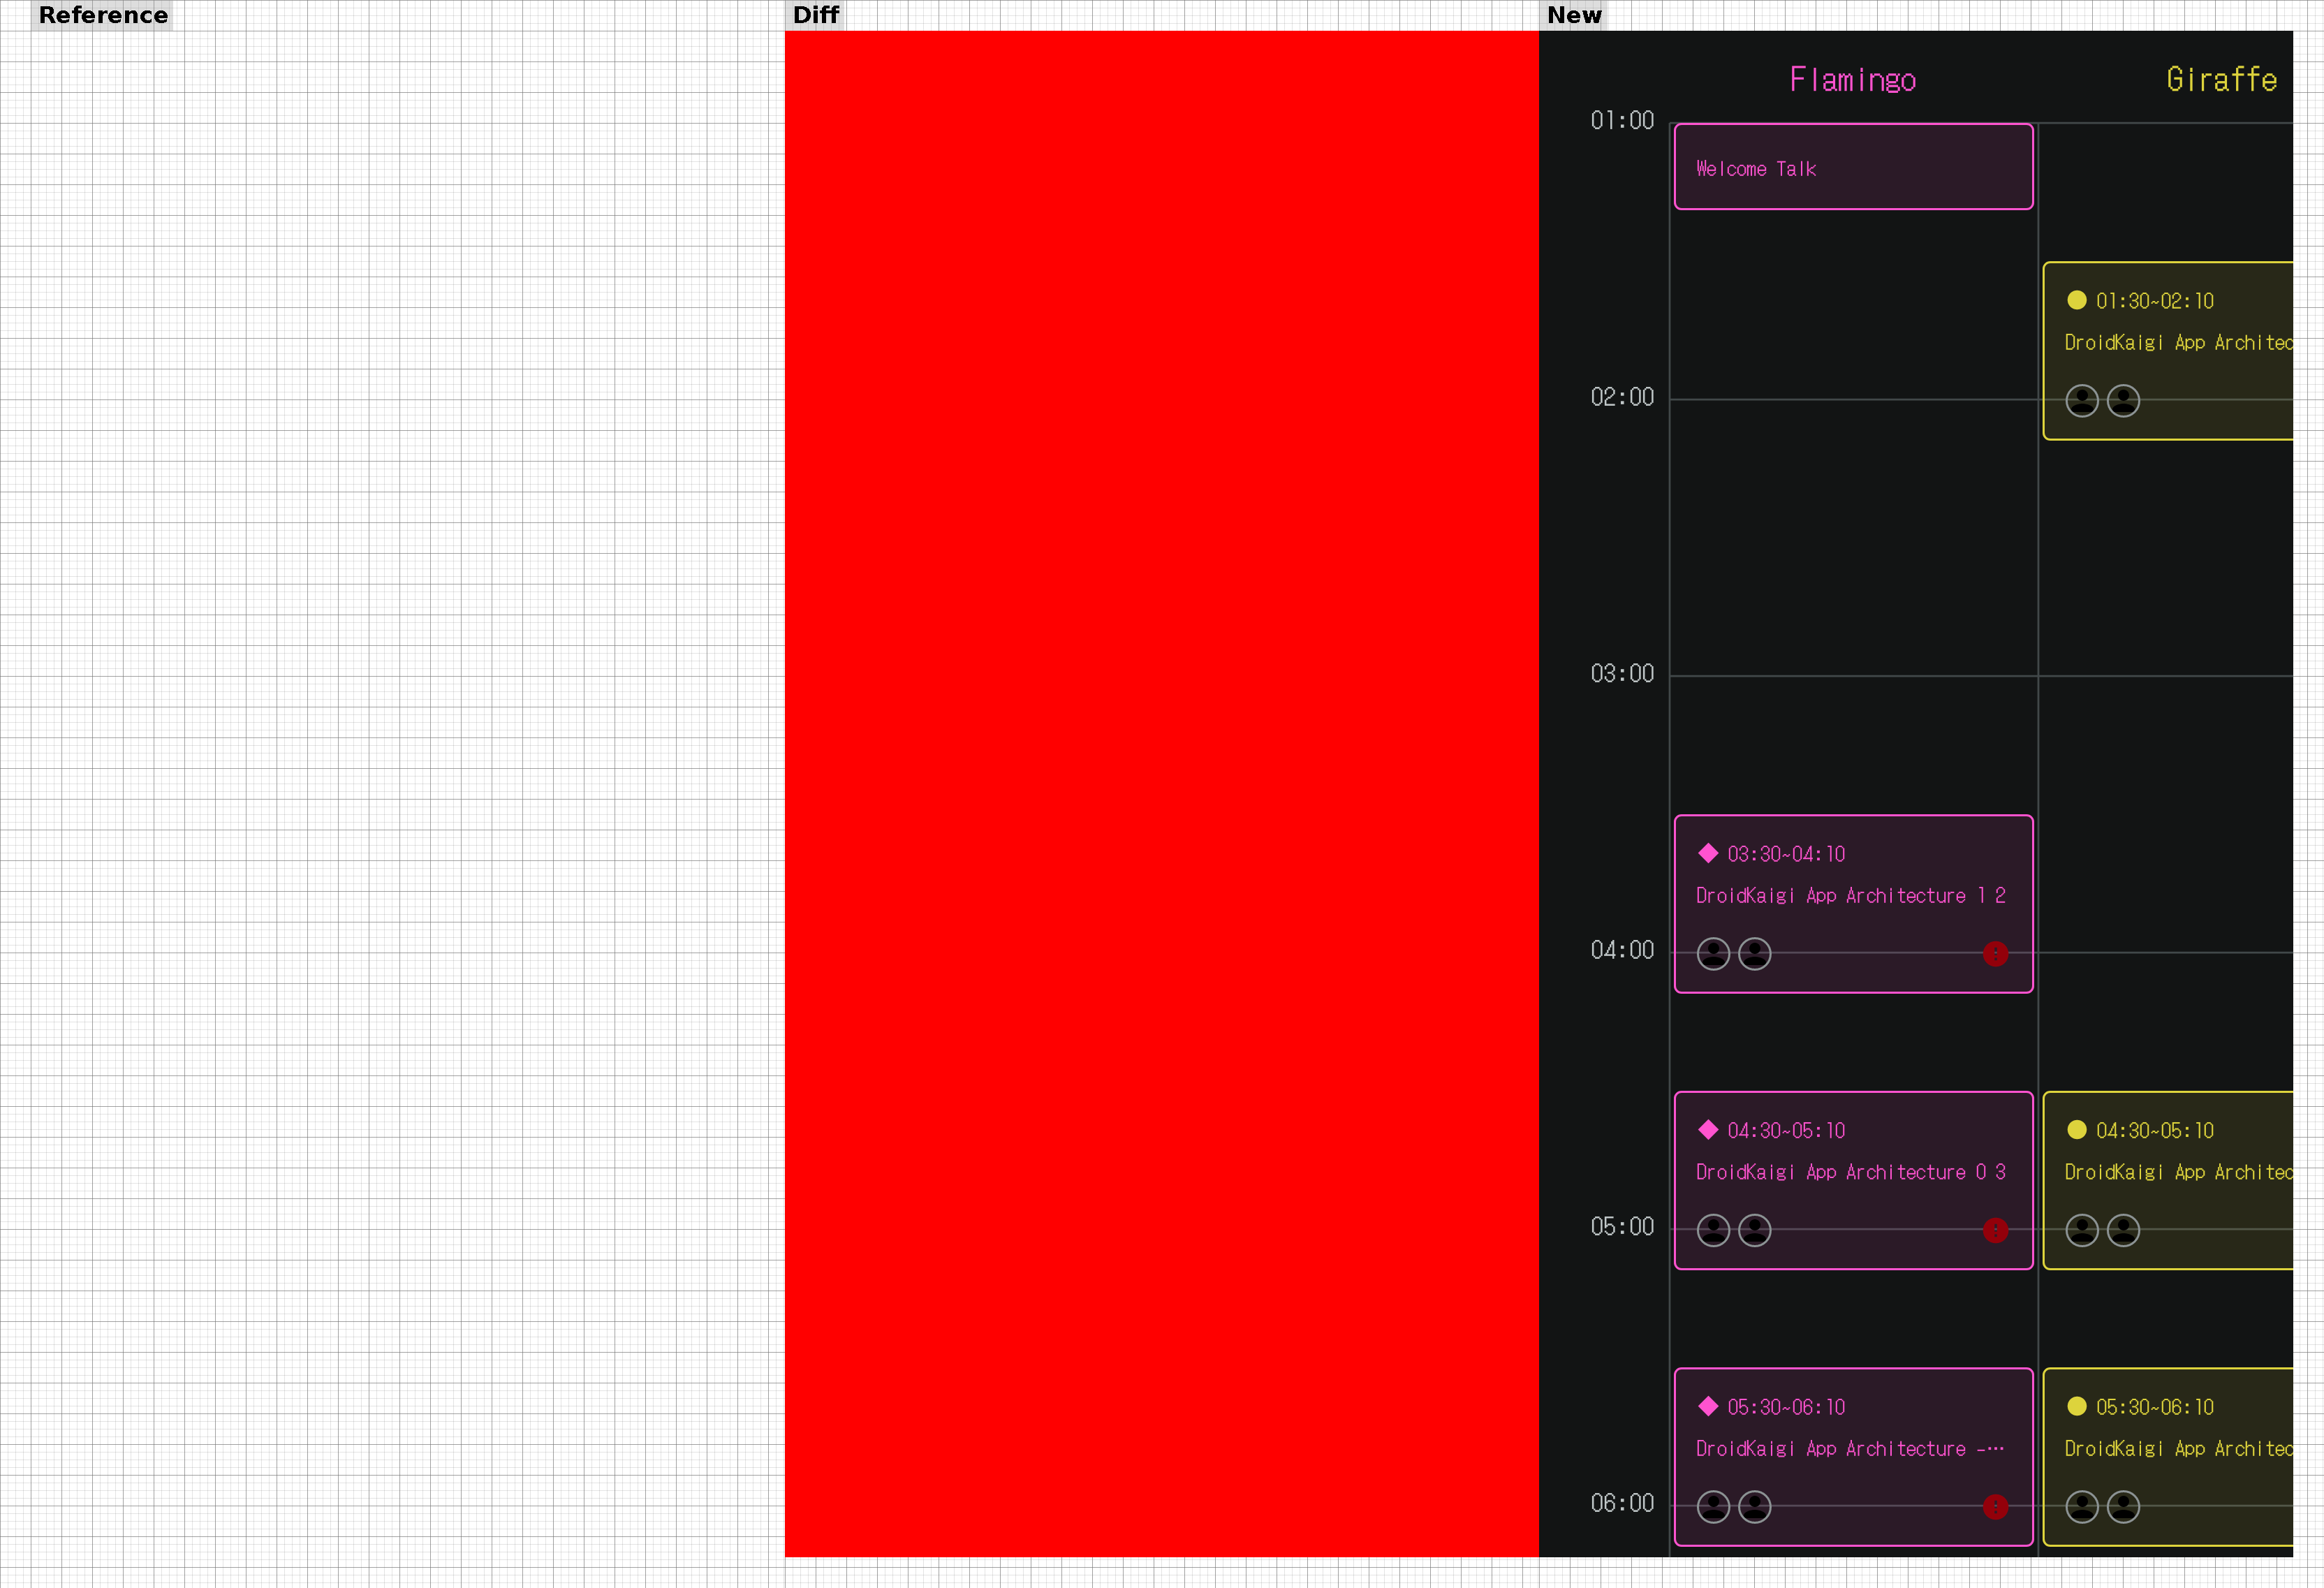 Reference
Diff
New
Flamingo
Giraffe
01:00
Welcome Talk
01:30~02:10
DroidKaigi App Architec
02:00
03:00
03:30~04:10
DroidKaigi App Architecture 1 2
04:00
04:30~05:10
04:30~05:10
DroidKaigi App Architecture 0 3
DroidKaigi App Architec
05:00
05:30~06:10
05:30~06:10
DroidKaigi App Architecture -…
DroidKaigi App Architec
06:00